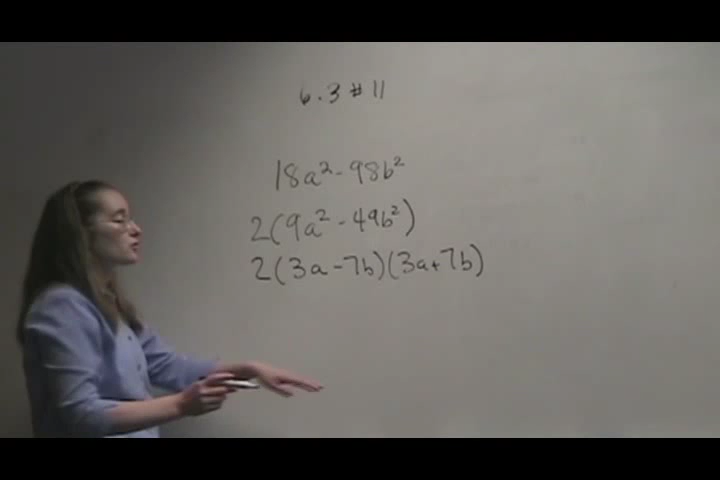 6.3 #11
18a²-98b²
2(9a²-49b²)
2(3a-7b)(3a+7b)